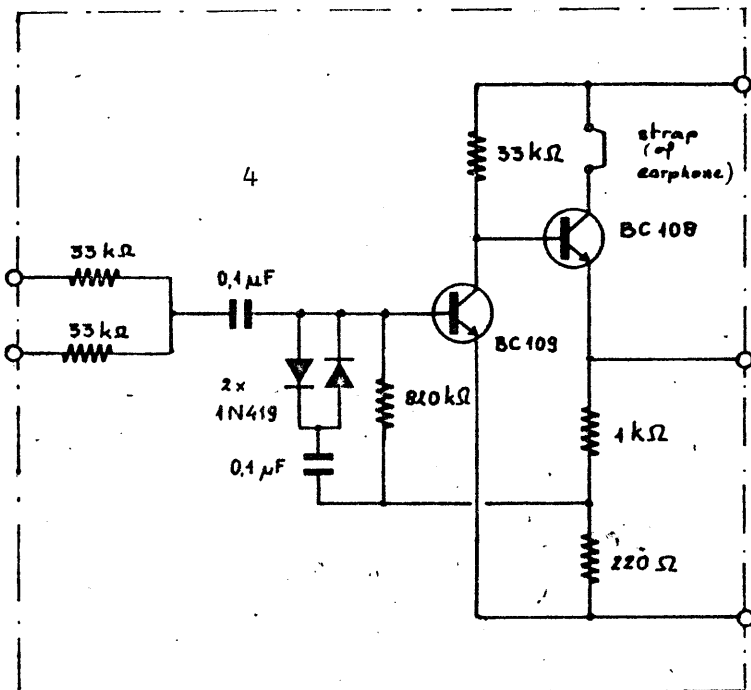 33 kΩ
strap
(of
earphone)
4
BC 108
33 kΩ
0,1 μF
33 kΩ
BC 109
2x
1N419
820 kΩ
1 kΩ
0,1 μF
220 Ω